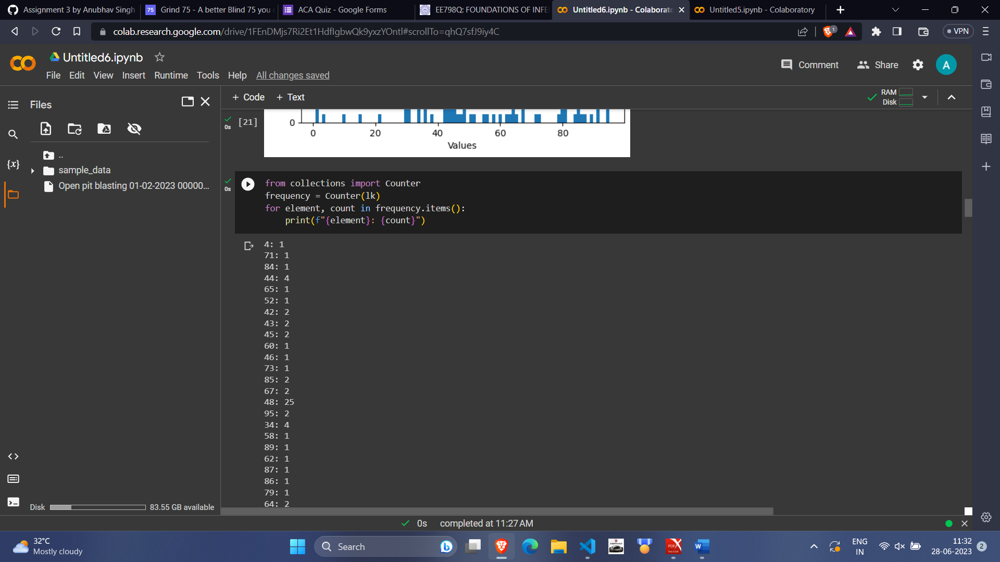 Assignment 3 by Anubhav Singh
75 Grind 75 - A better Blind 75 you
ACA Quiz - Google Forms
EE798Q: FOUNDATIONS OF INFE
Untitled6.ipynb - Colaborato
Untitled5.ipynb - Colaboratory
colab.research.google.com/drive/1FEnDMjs7Ri2Et1HdfIgbwQk9yxzYOntl#scrollTo=qhQ7sfJ9iy4C
1
VPN
Untitled6.ipynb
File Edit View Insert Runtime Tools Help All changes saved
Comment Share A
Files
+ Code + Text
RAM
Disk
..
sample_data
Open pit blasting 01-02-2023 00000...
{x}
0s [21]
0
0 20 40 60 80
Values
0s
from collections import Counter
frequency = Counter(lk)
for element, count in frequency.items():
print(f"{element}: {count}")
4: 1
71: 1
84: 1
44: 4
65: 1
52: 1
42: 2
43: 2
45: 2
60: 1
46: 1
73: 1
85: 2
67: 2
48: 25
95: 2
34: 4
58: 1
89: 1
62: 1
87: 1
86: 1
79: 1
64: 2
Disk 83.55 GB available
0s completed at 11:27 AM
32°C
Mostly cloudy
Search
ENG
IN
11:32
28-06-2023
2